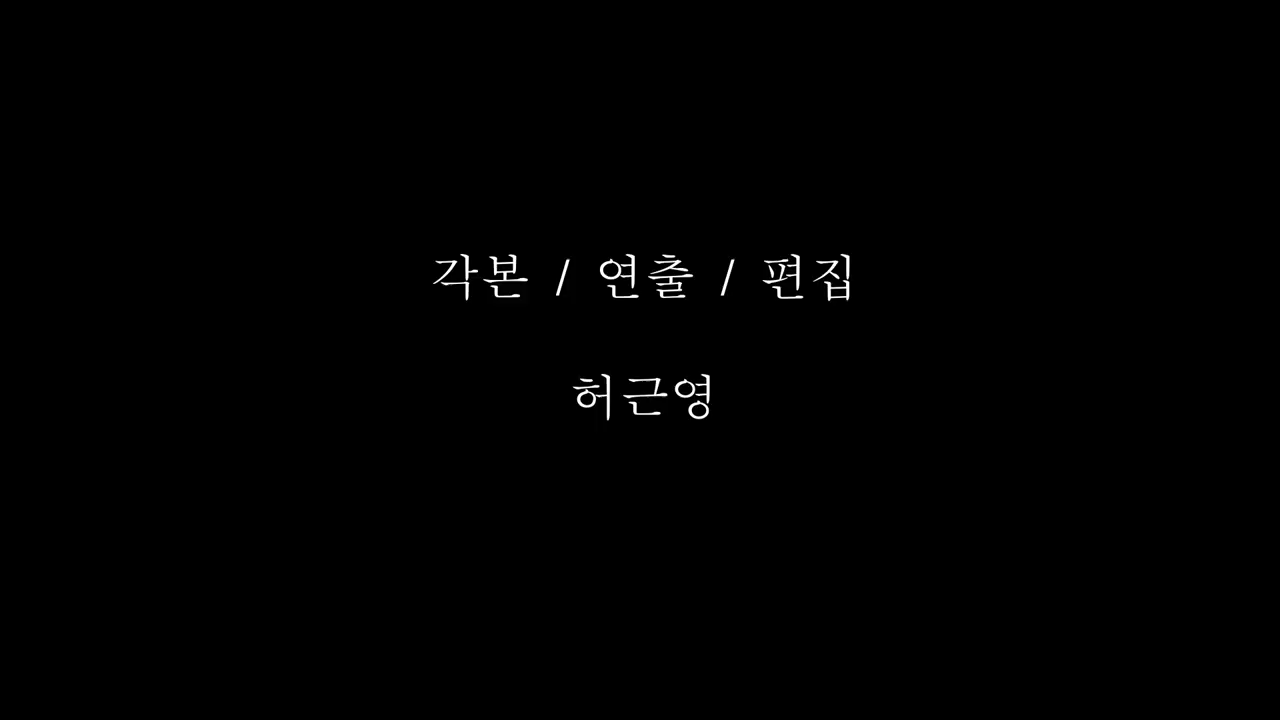 각본 / 연출 / 편집
허근영